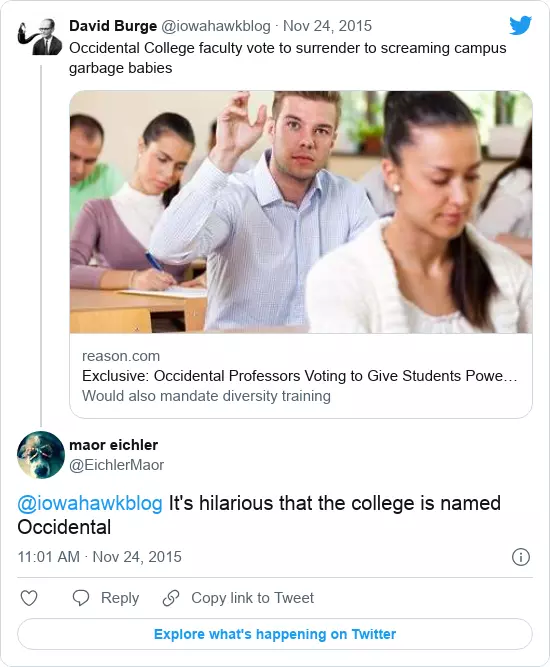 David Burge @iowahawkblog · Nov 24, 2015
Occidental College faculty vote to surrender to screaming campus
garbage babies
reason.com
Exclusive: Occidental Professors Voting to Give Students Powe…
Would also mandate diversity training
maor eichler
@EichlerMaor
@iowahawkblog It's hilarious that the college is named
Occidental
11:01 AM · Nov 24, 2015
Reply
Copy link to Tweet
Explore what's happening on Twitter